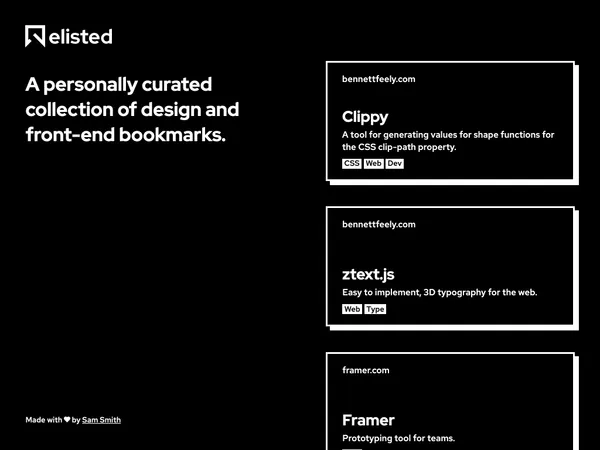 elisted
A personally curated
collection of design and
front-end bookmarks.
Made with ♥ by Sam Smith
bennettfeely.com
Clippy
A tool for generating values for shape functions for
the CSS clip-path property.
CSS Web Dev
bennettfeely.com
ztext.js
Easy to implement, 3D typography for the web.
Web Type
framer.com
Framer
Prototyping tool for teams.